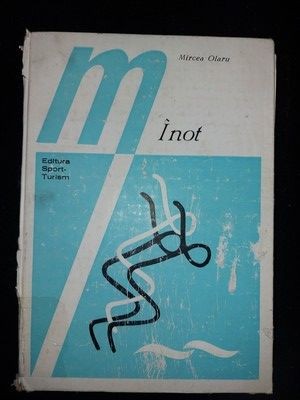 Mircea Olaru
m
Înot
Editura
Sport-
Turism